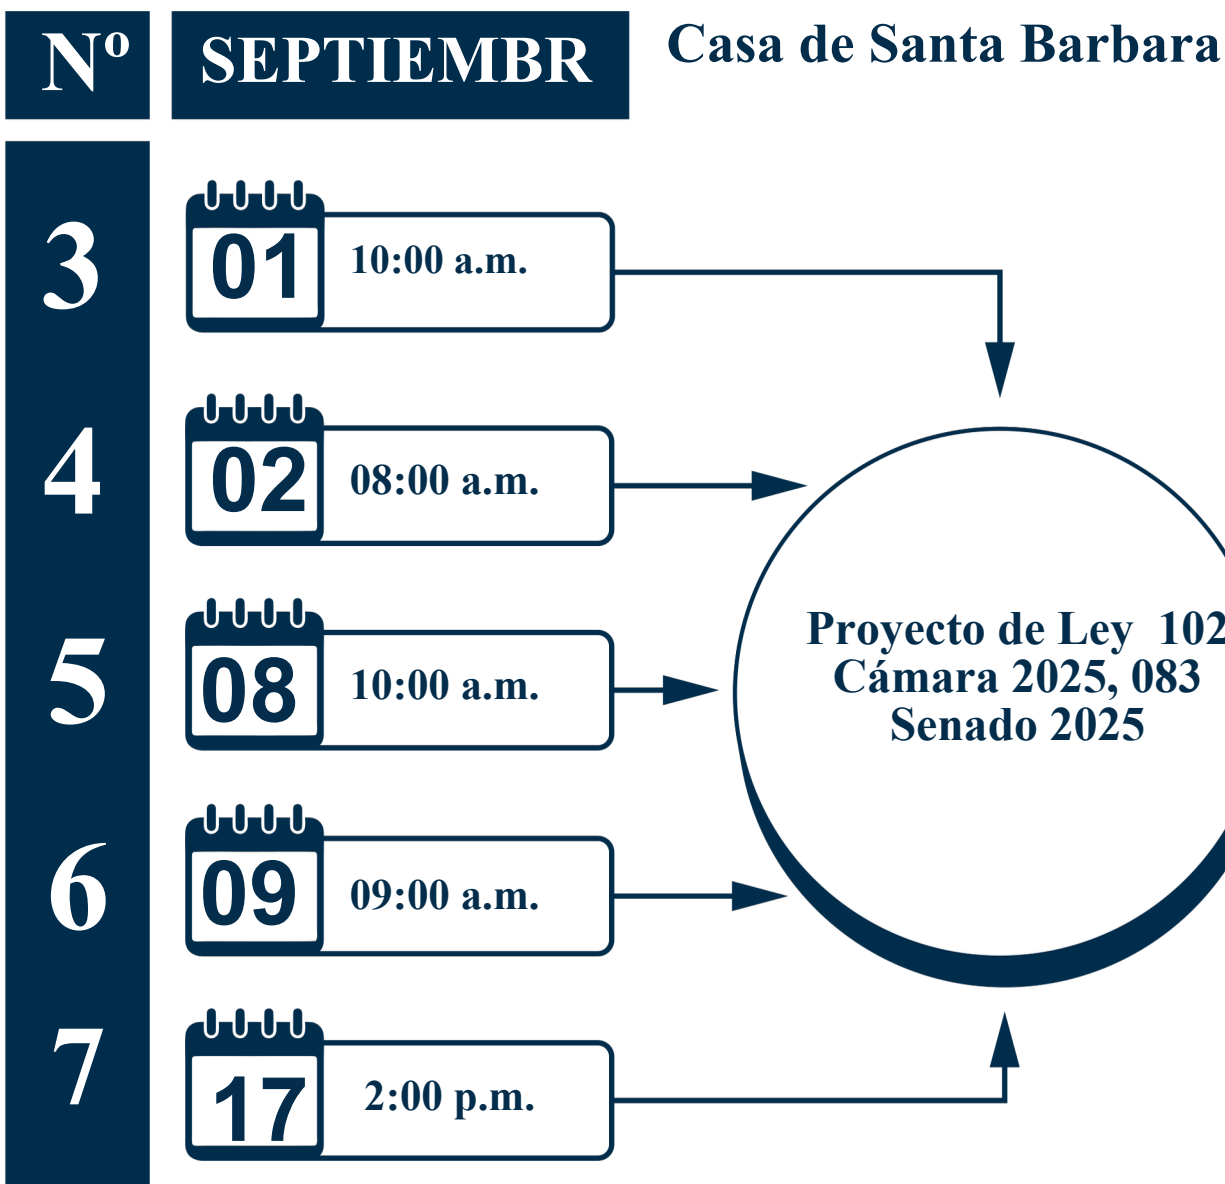 Nº
SEPTIEMBR
Casa de Santa Barbara
3
01
10:00 a.m.
4
02
08:00 a.m.
5
08
10:00 a.m.
6
09
09:00 a.m.
7
17
2:00 p.m.
Proyecto de Ley 102
Cámara 2025, 083
Senado 2025